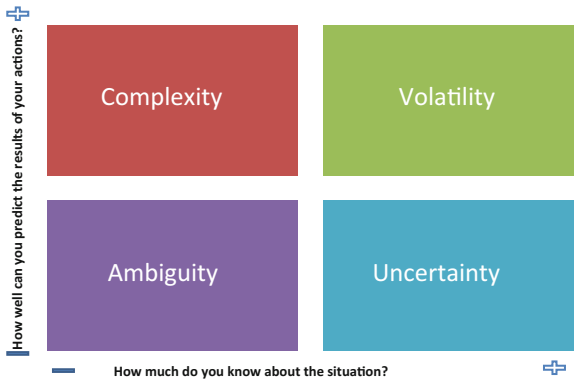 How well can you predict the results of your actions?
Complexity
Volatility
Ambiguity
Uncertainty
How much do you know about the situation?